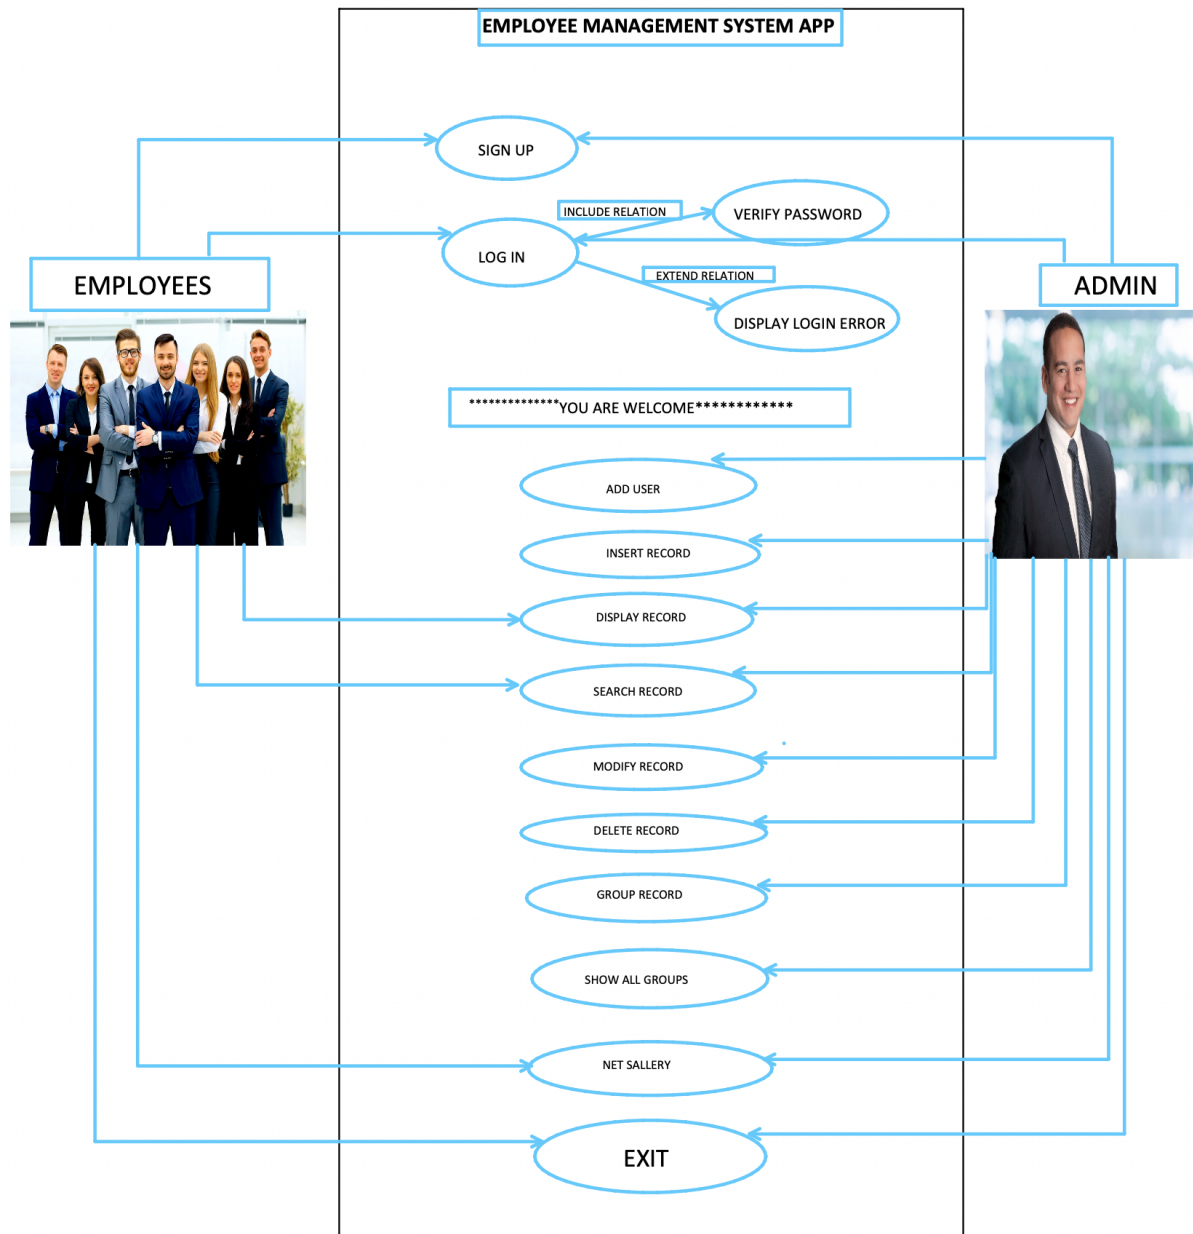 EMPLOYEE MANAGEMENT SYSTEM APP
SIGN UP
INCLUDE RELATION
VERIFY PASSWORD
LOG IN
EXTEND RELATION
EMPLOYEES
ADMIN
DISPLAY LOGIN ERROR
**************YOU ARE WELCOME************
ADD USER
INSERT RECORD
DISPLAY RECORD
SEARCH RECORD
MODIFY RECORD
DELETE RECORD
GROUP RECORD
SHOW ALL GROUPS
NET SALLERY
EXIT